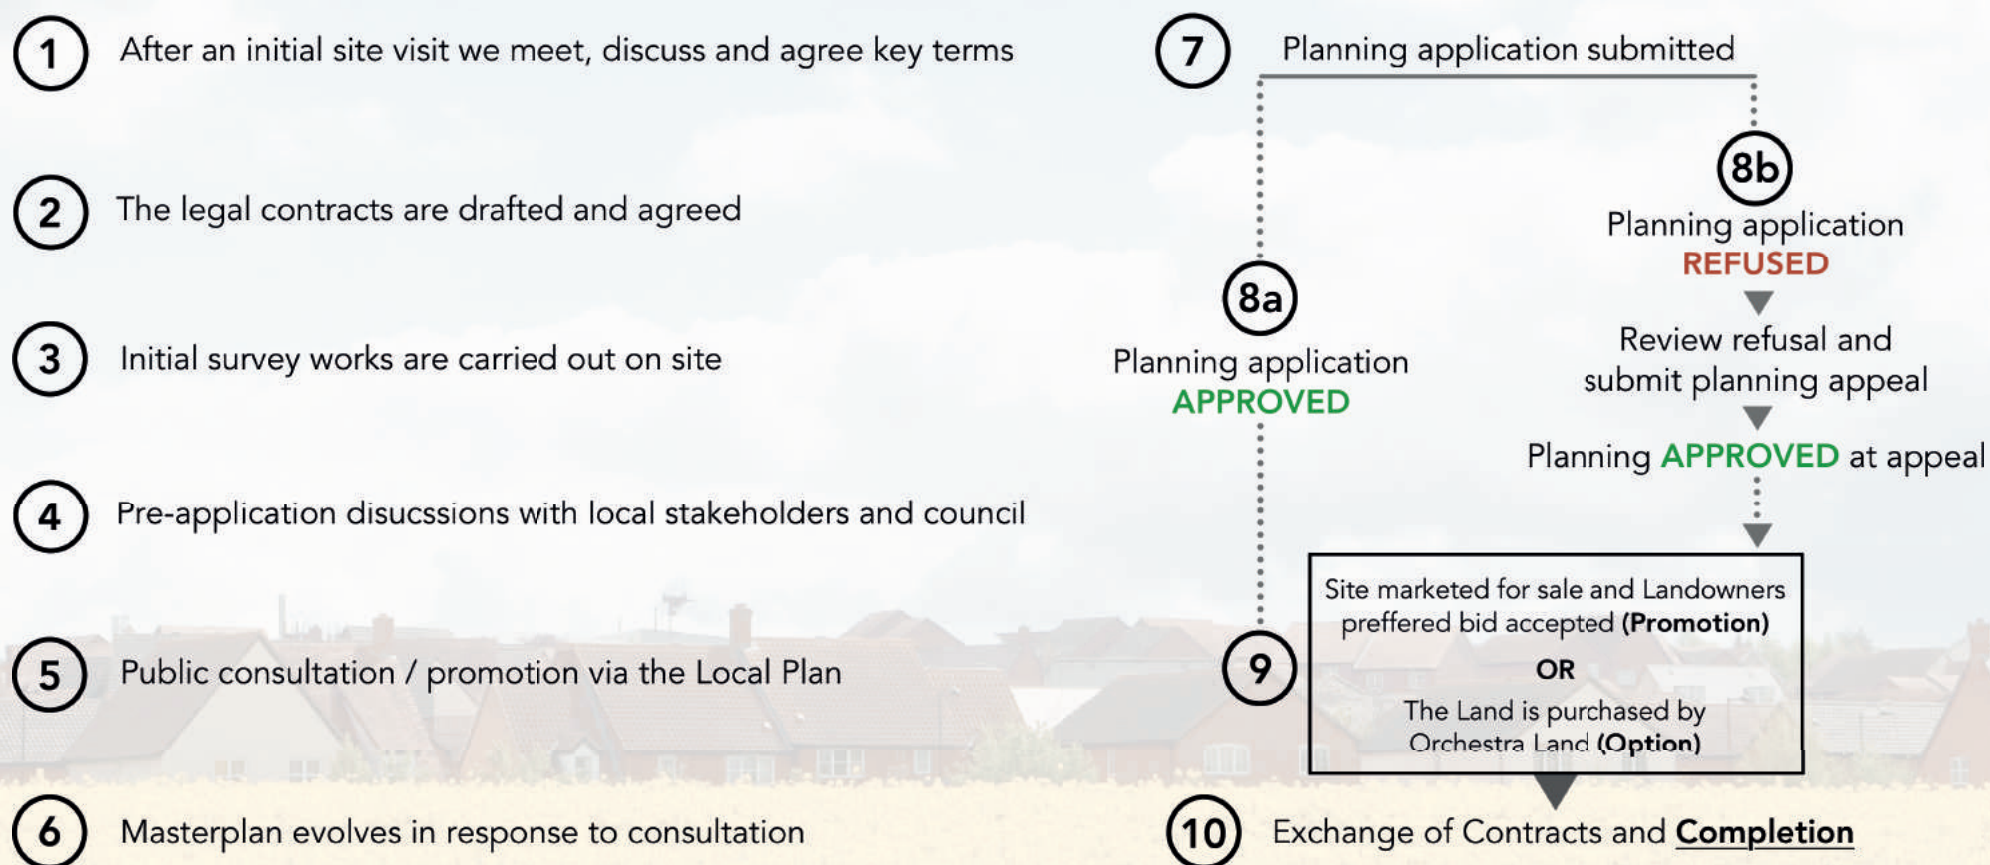 1 After an initial site visit we meet, discuss and agree key terms
2 The legal contracts are drafted and agreed
3 Initial survey works are carried out on site
4 Pre-application disucssions with local stakeholders and council
5 Public consultation / promotion via the Local Plan
6 Masterplan evolves in response to consultation
7 Planning application submitted
8a
Planning application
APPROVED
8b
Planning application
REFUSED
Review refusal and
submit planning appeal
Planning APPROVED at appeal
9
Site marketed for sale and Landowners
preffered bid accepted (Promotion)
OR
The Land is purchased by
Orchestra Land (Option)
10 Exchange of Contracts and Completion